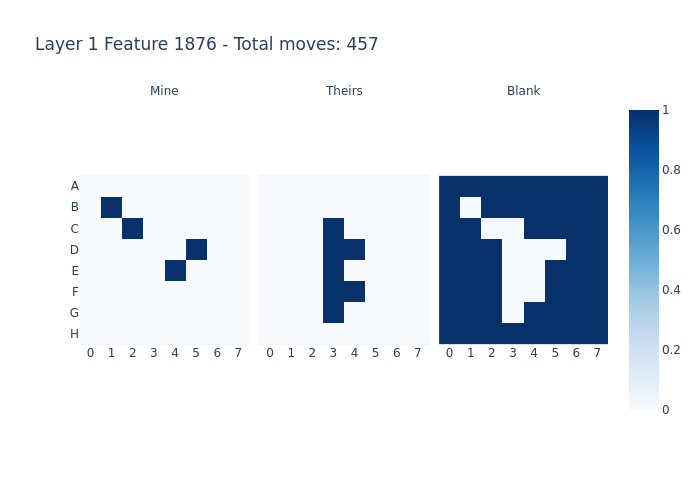 Layer 1 Feature 1876 - Total moves: 457
Mine Theirs Blank
1
A
B
C
D
E
F
G
H
0.8
0.6
0.4
0.2
0
0 1 2 3 4 5 6 7 0 1 2 3 4 5 6 7 0 1 2 3 4 5 6 7